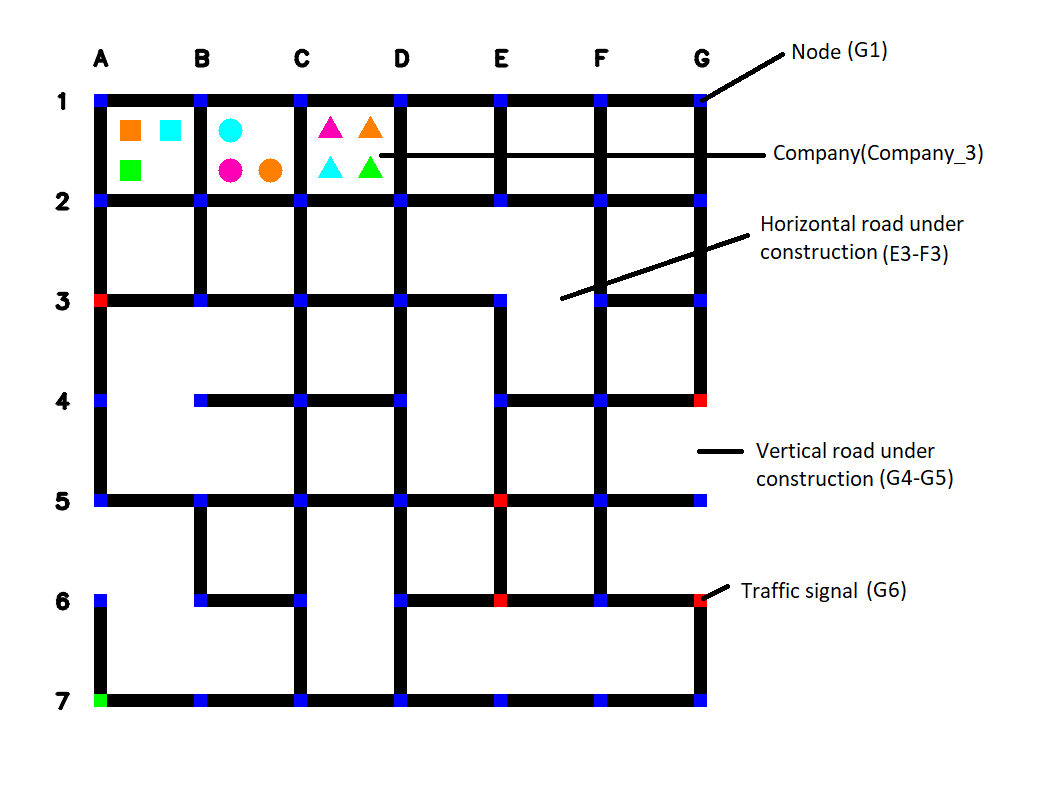 A B C D E F G
Node (G1)
1
Company(Company_3)
2
Horizontal road under
construction (E3-F3)
3
4
Vertical road under
construction (G4-G5)
5
Traffic signal (G6)
6
7